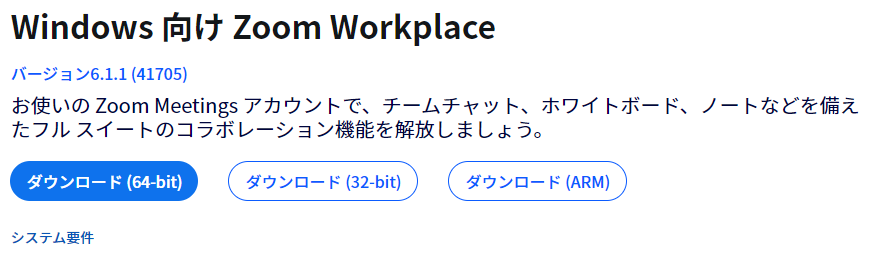 Windows 向け Zoom Workplace
バージョン6.1.1 (41705)
お使いの Zoom Meetings アカウントで、チームチャット、ホワイトボード、ノートなどを備え
たフル スイートのコラボレーション機能を解放しましょう。
ダウンロード (64-bit)
ダウンロード (32-bit)
ダウンロード (ARM)
システム要件